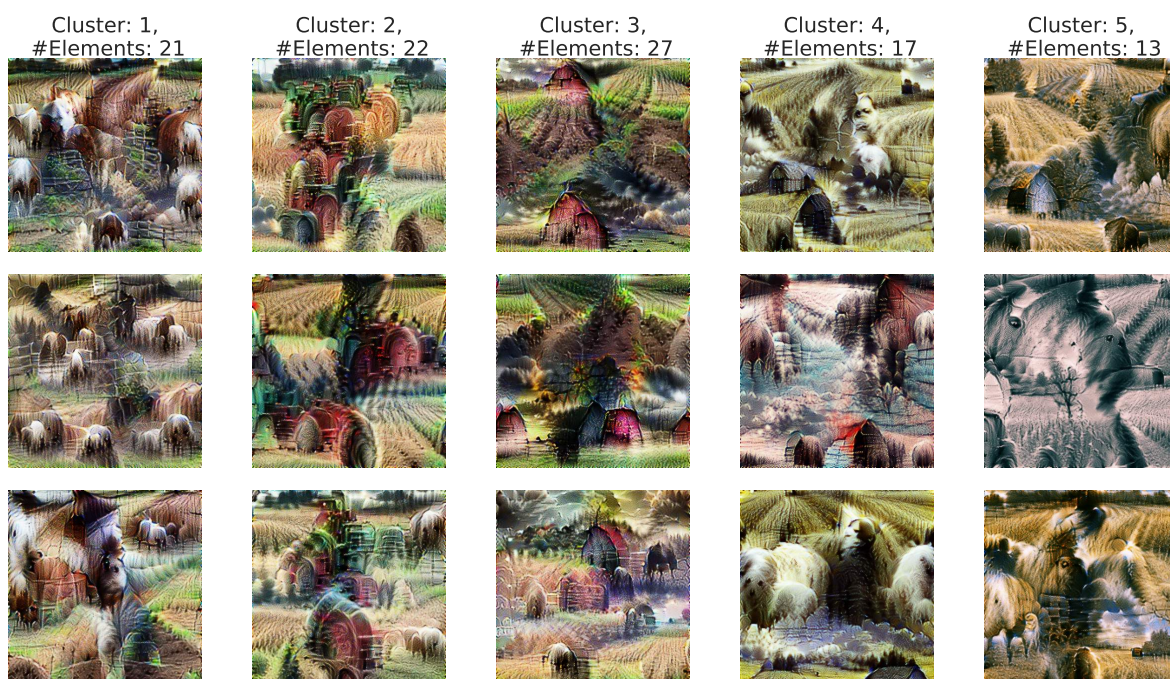 Cluster: 1,
#Elements: 21
Cluster: 2,
#Elements: 22
Cluster: 3,
#Elements: 27
Cluster: 4,
#Elements: 17
Cluster: 5,
#Elements: 13